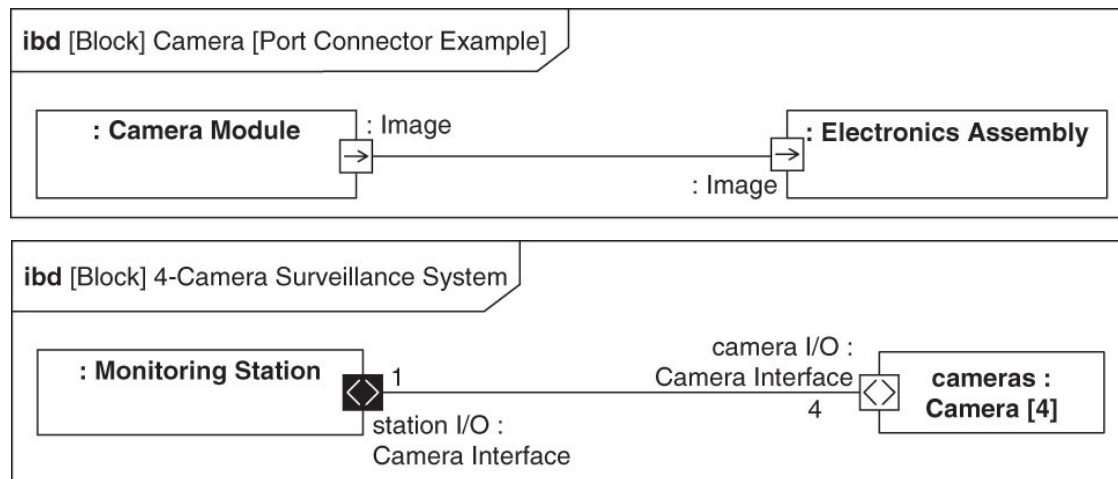 ibd [Block] Camera [Port Connector Example]
: Camera Module
: Image
: Electronics Assembly
: Image
ibd [Block] 4-Camera Surveillance System
: Monitoring Station
1
station I/O :
Camera Interface
camera I/O :
Camera Interface
4
cameras :
Camera [4]